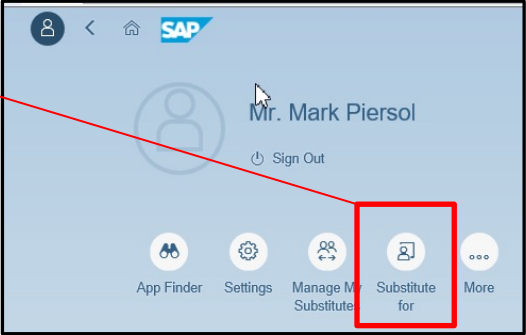 SAP
Mr. Mark Piersol
Sign Out
App Finder
Settings
Manage My
Substitutes
Substitute
for
More